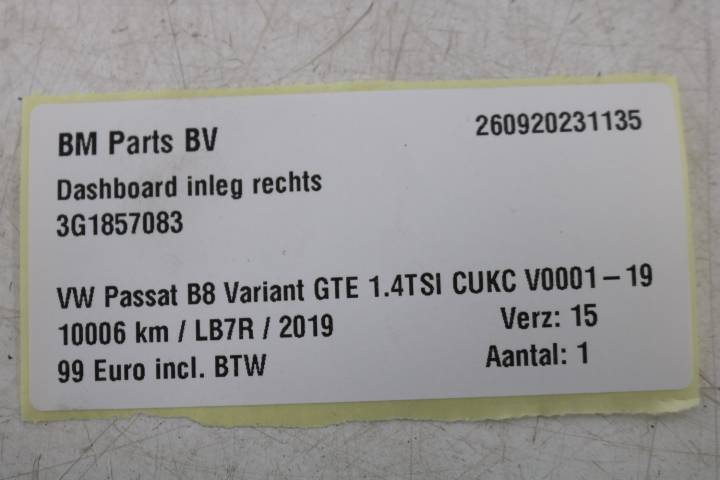 BM Parts BV 260920231135
Dashboard inleg rechts
3G1857083
VW Passat B8 Variant GTE 1.4TSI CUKC V0001-19
10006 km / LB7R / 2019 Verz: 15
99 Euro incl. BTW Aantal: 1